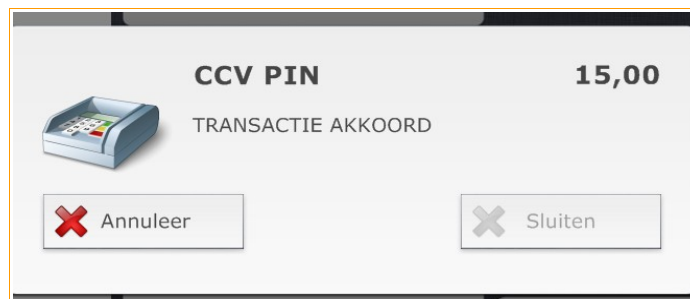 CCV PIN 15,00
TRANSACTIE AKKOORD
Annuleer Sluiten